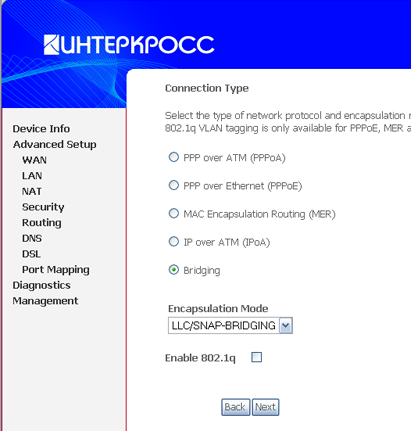 ИНТЕРКРОСС
Connection Type
Select the type of network protocol and encapsulation
802.1q VLAN tagging is only available for PPPoE, MER
Device Info
Advanced Setup
WAN
LAN
NAT
Security
Routing
DNS
DSL
Port Mapping
Diagnostics
Management
PPP over ATM (PPPoA)
PPP over Ethernet (PPPoE)
MAC Encapsulation Routing (MER)
IP over ATM (IPoA)
Bridging
Encapsulation Mode
LLC/SNAP-BRIDGING
Enable 802.1q
Back Next